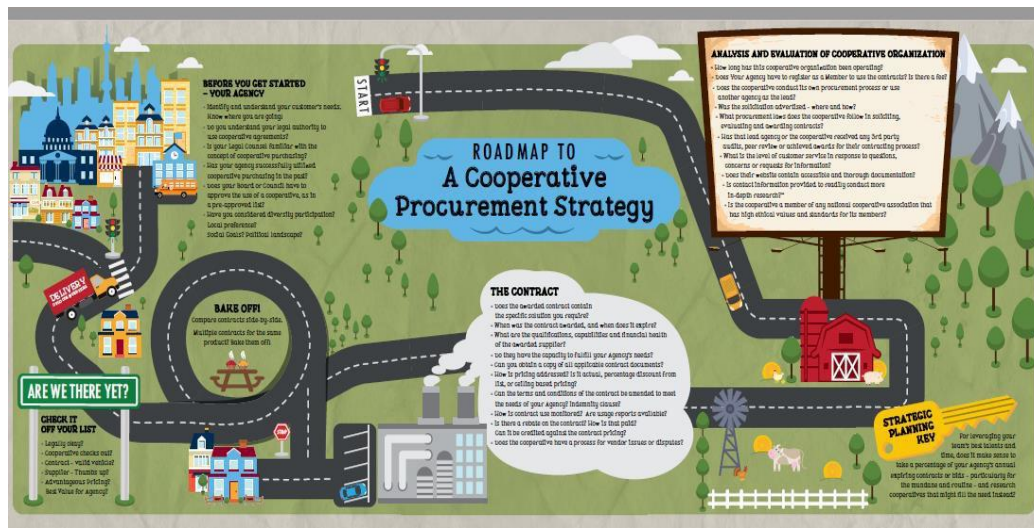 BEFORE YOU GET STARTED
– YOUR AGENCY
- Identify and understand your customer's needs.
Know where you are going!
- Do you understand your legal authority to
use cooperative agreements?
- Is your Legal Counsel familiar with the
concept of cooperative purchasing?
- Has your agency successfully utilized
cooperative purchasing in the past?
- Does your Board or Council have to
approve the use of a cooperative, as in
a pre-approved list?
- Have you considered diversity participation?
Local preference?
Social Goals? Political landscape?
START
ROADMAP TO
A Cooperative
Procurement Strategy
ANALYSIS AND EVALUATION OF COOPERATIVE ORGANIZATION
- How long has this cooperative organization been operating?
- Does Your Agency have to register as a Member to use the contracts? Is there a fee?
- Does the cooperative conduct its own procurement process or use
another agency as the lead?
- Was the solicitation advertised - where and how?
- What procurement laws does the cooperative follow in soliciting,
evaluating and awarding contracts?
- Has that lead agency or the cooperative received any 3rd party
audits, peer review or achieved awards for their contracting process?
- What is the level of customer service in response to questions,
concerns or requests for information?
- Does their website contain accessible and thorough documentation?
- Is contact information provided to readily conduct more
in-depth research?"
- Is the cooperative a member of any national cooperative association that
has high ethical values and standards for its members?
DELIVERY
BAKE OFF!
Compare contracts side-by-side.
Multiple contracts for the same
product? Bake them off!
THE CONTRACT
- Does the awarded contract contain
the specific solution you require?
- When was the contract awarded, and when does it expire?
- What are the qualifications, capabilities and financial health
of the awarded supplier?
- Do they have the capacity to fulfill your Agency's needs?
- Can you obtain a copy of all applicable contract documents?
- How is pricing addressed? Is it actual, percentage discount from
list, or ceiling based pricing?
- Can the terms and conditions of the contract be amended to meet
the needs of your Agency? Indemnity clause?
- How is contract use monitored? Are usage reports available?
- Is there a rebate on the contract? How is that paid?
Can it be credited against the contract pricing?
- Does the cooperative have a process for vendor issues or disputes?
ARE WE THERE YET?
CHECK IT
OFF YOUR LIST
- Legally okay?
- Cooperative checks out?
- Contract - valid vehicle?
- Supplier - Thumbs up?
- Advantageous Pricing?
Best Value for Agency?
STOP
STRATEGIC
PLANNING
KEY
For leveraging your
team's best talents and
time, does it make sense to
take a percentage of your Agency's annual
expiring contracts or bids - particularly for
the mundane and routine - and research
cooperatives that might fill the need instead?